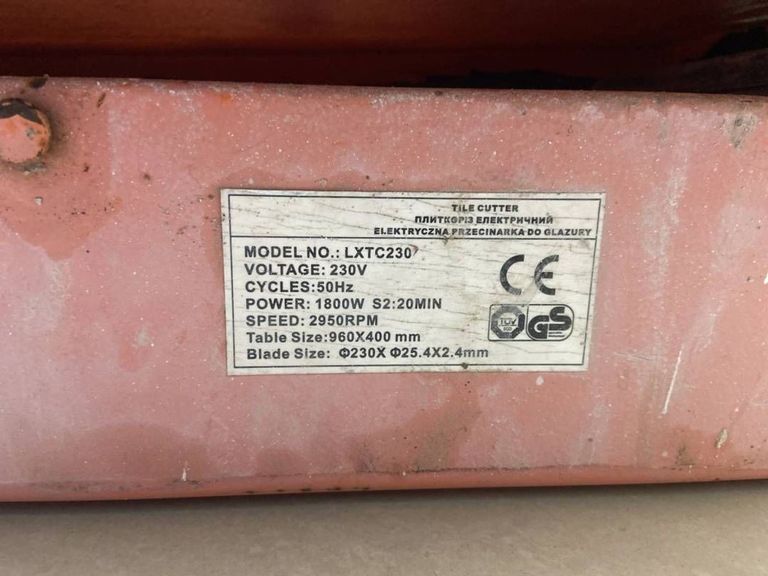 TILE CUTTER
ПЛИТКОРІЗ ЕЛЕКТРИЧНИЙ
ELEKTRYCZNA PRZECINARKA DO GLAZURY
MODEL NO.: LXTC230
VOLTAGE: 230V
CYCLES:50Hz
POWER: 1800W S2:20MIN
SPEED: 2950RPM
Table Size:960X400 mm
Blade Size: Φ230X Φ25.4X2.4mm
CE
TÜV
GS